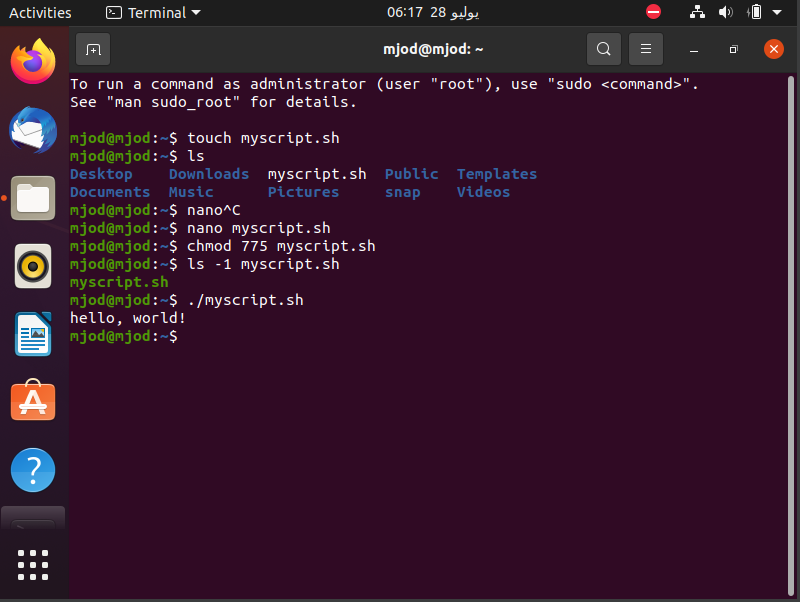 Activities Terminal 06:17 28 يوليو
mjod@mjod: ~
To run a command as administrator (user "root"), use "sudo <command>".
See "man sudo_root" for details.
mjod@mjod:~$ touch myscript.sh
mjod@mjod:~$ ls
Desktop Downloads myscript.sh Public Templates
Documents Music Pictures snap Videos
mjod@mjod:~$ nano^C
mjod@mjod:~$ nano myscript.sh
mjod@mjod:~$ chmod 775 myscript.sh
mjod@mjod:~$ ls -1 myscript.sh
myscript.sh
mjod@mjod:~$ ./myscript.sh
hello, world!
mjod@mjod:~$